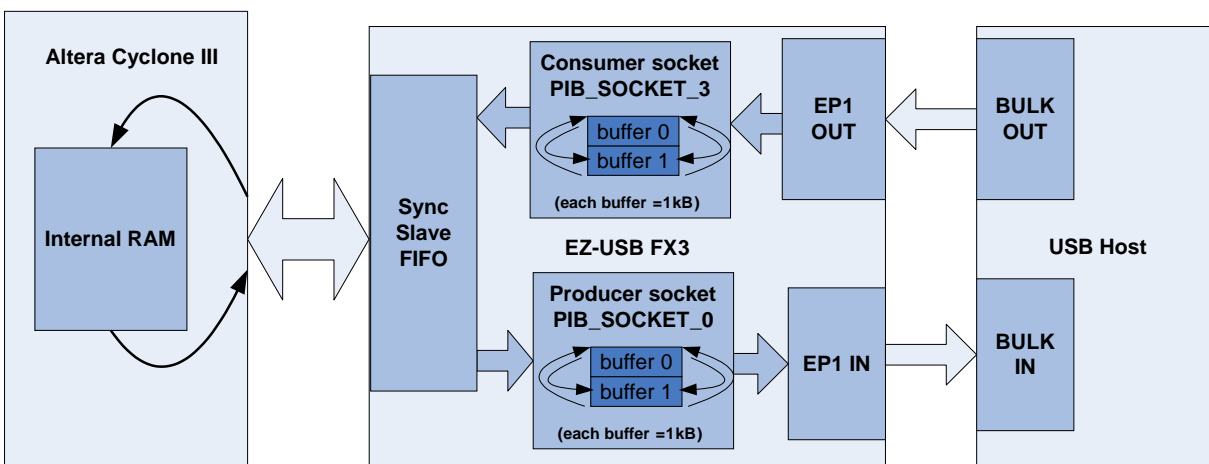 Altera Cyclone III
Internal RAM
Sync
Slave
FIFO
Consumer socket
PIB_SOCKET_3
buffer 0
buffer 1
(each buffer =1kB)
EP1
OUT
BULK
OUT
EZ-USB FX3
USB Host
Producer socket
PIB_SOCKET_0
buffer 0
buffer 1
(each buffer =1kB)
EP1 IN
BULK
IN